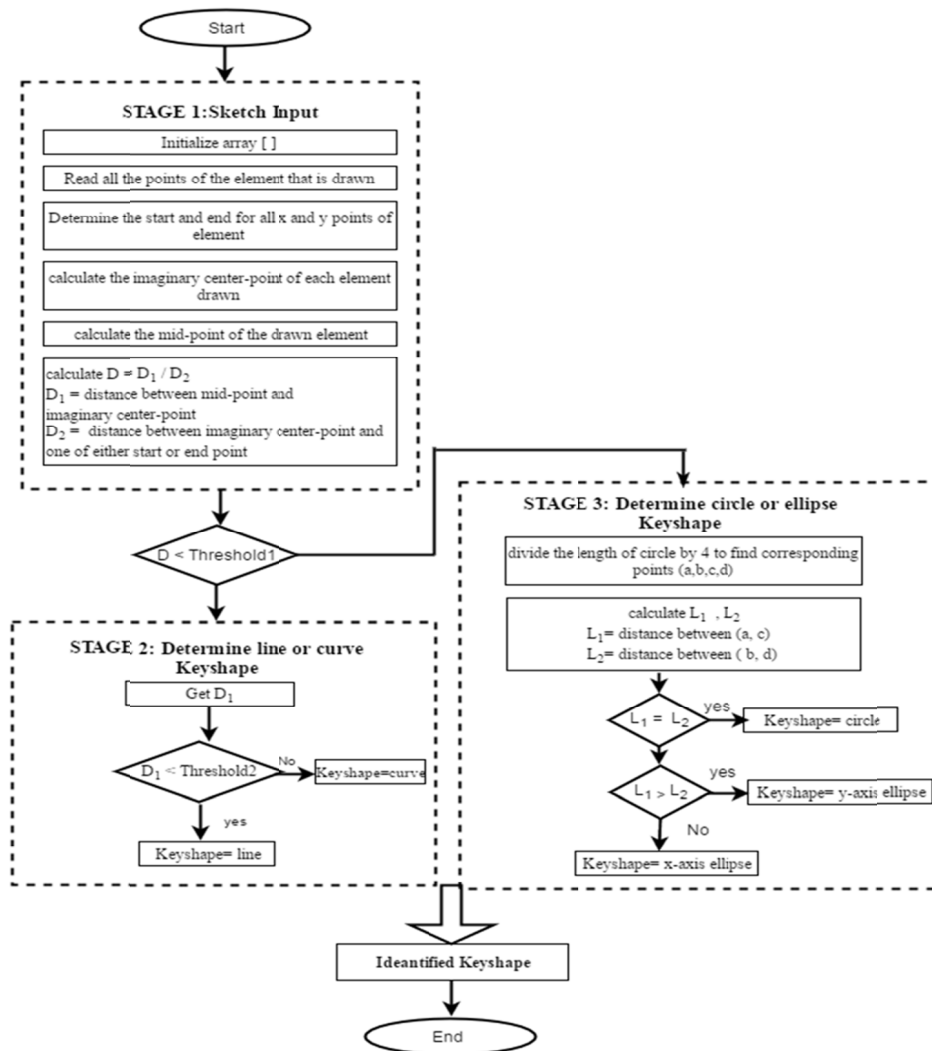 Start
STAGE 1:Sketch Input
Initialize array [ ]
Read all the points of the element that is drawn
Determine the start and end for all x and y points of
element
calculate the imaginary center-point of each element
drawn
calculate the mid-point of the drawn element
calculate D = D₁ / D₂
D₁ = distance between mid-point and
imaginary center-point
D₂ = distance between imaginary center-point and
one of either start or end point
D < Threshold1
STAGE 2: Determine line or curve
Keyshape
Get D₁
D₁ < Threshold2
No
Keyshape=curve
yes
Keyshape= line
STAGE 3: Determine circle or ellipse
Keyshape
divide the length of circle by 4 to find corresponding
points (a,b,c,d)
calculate L₁ , L₂
L₁= distance between (a, c)
L₂= distance between ( b, d)
L₁ = L₂
yes
Keyshape= circle
L₁ > L₂
yes
Keyshape= y-axis ellipse
No
Keyshape= x-axis ellipse
Ideantified Keyshape
End